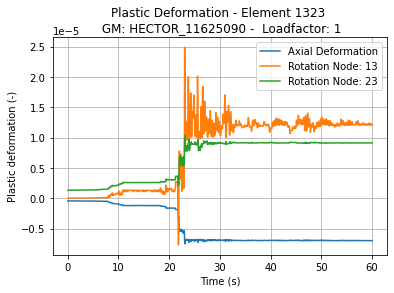 Plastic Deformation - Element 1323
GM: HECTOR_11625090 -  Loadfactor: 1
1e−5
Axial Deformation
Rotation Node: 13
Rotation Node: 23
Plastic deformation (-)
2.5
2.0
1.5
1.0
0.5
0.0
−0.5
0 10 20 30 40 50 60
Time (s)